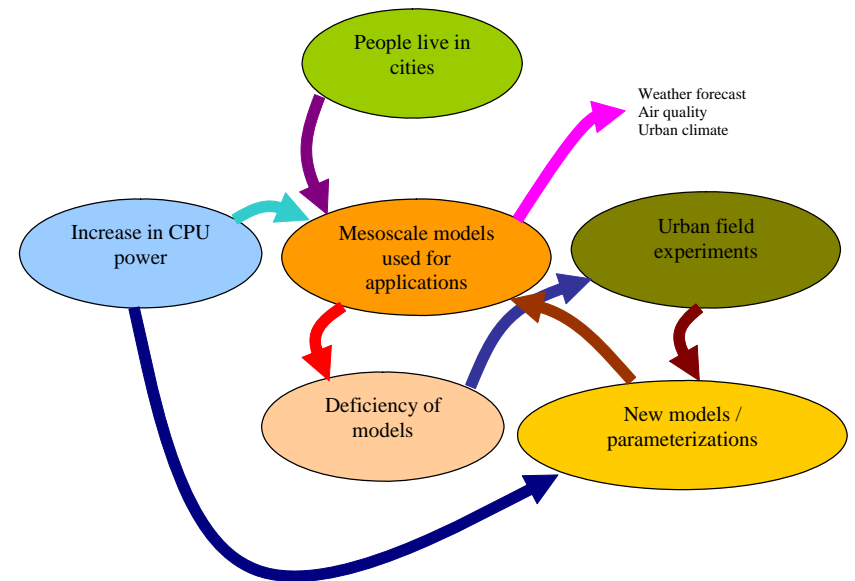 People live in
cities
Weather forecast
Air quality
Urban climate
Increase in CPU
power
Mesoscale models
used for
applications
Urban field
experiments
Deficiency of
models
New models /
parameterizations